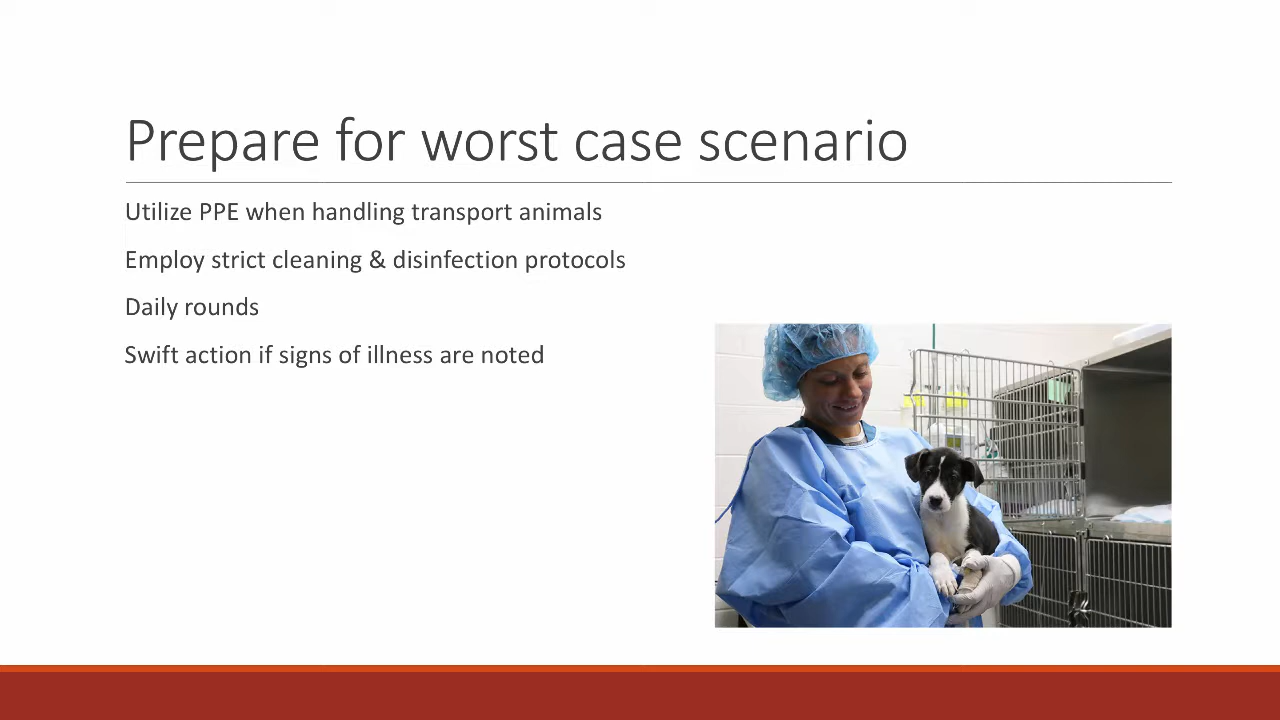 Prepare for worst case scenario
Utilize PPE when handling transport animals
Employ strict cleaning & disinfection protocols
Daily rounds
Swift action if signs of illness are noted